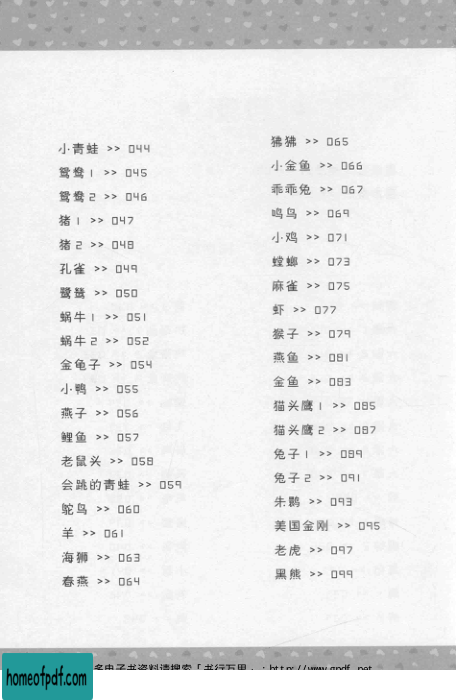 小青蛙 >> 044
鸳鸯 1 >> 045
鸳鸯 2 >> 046
猪 1 >> 047
猪 2 >> 048
孔雀 >> 049
鹭鸶 >> 050
蜗牛 1 >> 051
蜗牛 2 >> 052
金龟子 >> 054
小鸭 >> 055
燕子 >> 056
鲤鱼 >> 057
老鼠头 >> 058
会跳的青蛙 >> 059
鸵鸟 >> 060
羊 >> 061
海狮 >> 063
春燕 >> 064
狒狒 >> 065
小金鱼 >> 066
乖乖兔 >> 067
鸣鸟 >> 069
小鸡 >> 071
螳螂 >> 073
麻雀 >> 075
虾 >> 077
猴子 >> 079
燕鱼 >> 081
金鱼 >> 083
猫头鹰 1 >> 085
猫头鹰 2 >> 087
兔子 1 >> 089
兔子 2 >> 091
朱鹮 >> 093
美国金刚 >> 095
老虎 >> 097
黑熊 >> 099
多电子书资料请搜索「书行万里」：http://www.gpdf.net
homeofpdf.com